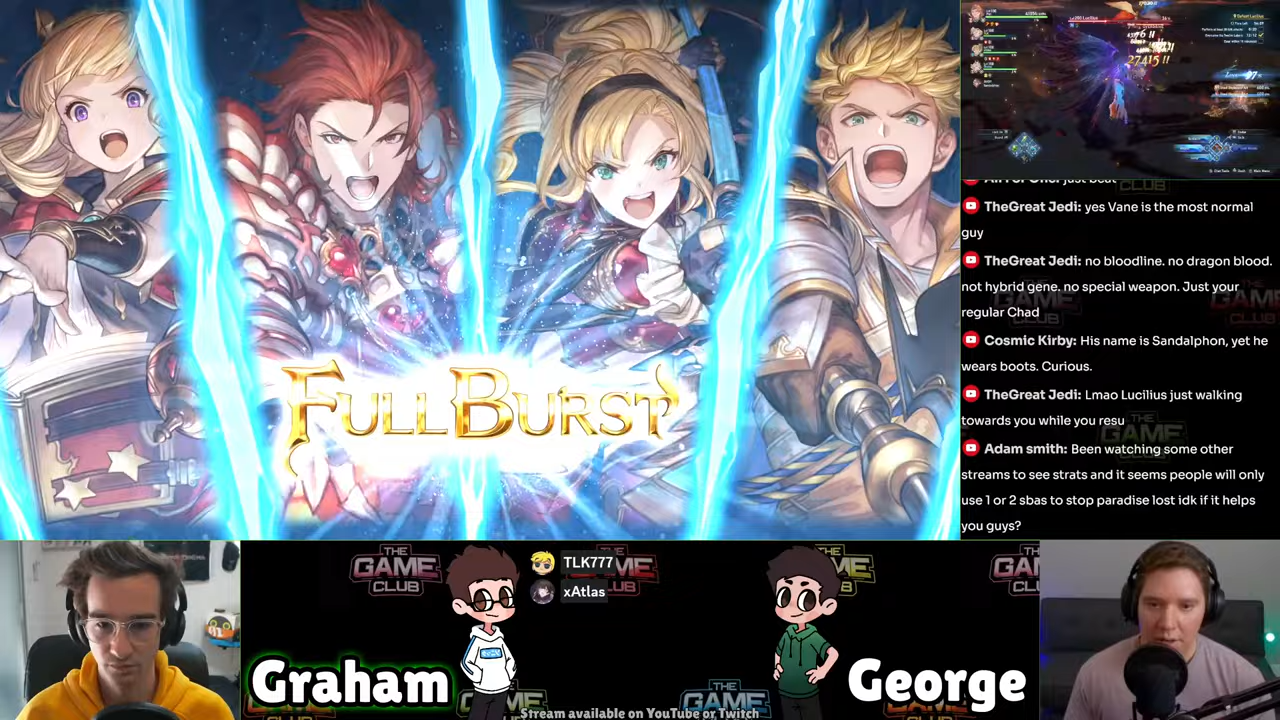 FULL BURST
27415 !!
just beat
TheGreat Jedi: yes Vane is the most normal
guy
TheGreat Jedi: no bloodline. no dragon blood.
not hybrid gene. no special weapon. Just your
regular Chad
Cosmic Kirby: His name is Sandalphon, yet he
wears boots. Curious.
TheGreat Jedi: Lmao Lucilius just walking
towards you while you resu
Adam smith: Been watching some other
streams to see strats and it seems people will only
use 1 or 2 sbas to stop paradise lost idk if it helps
you guys?
THE
GAME
CLUB
TLK777
xAtlas
Graham
George
Stream available on YouTube or Twitch